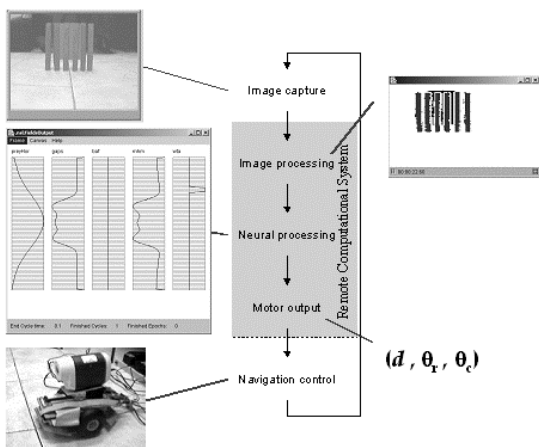 Image capture
Image processing
Neural processing
Motor output
Navigation control
Remote Computational System
(d , θr , θc)
Frame Canvas Help
End Cycle time: 0.1 Finished Cycles: 1 Finished Epochs: 0